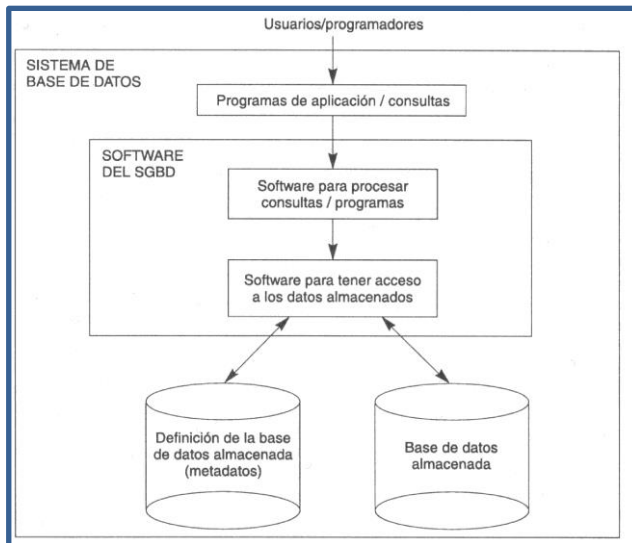 Usuarios/programadores
SISTEMA DE
BASE DE DATOS
Programas de aplicación / consultas
SOFTWARE
DEL SGBD
Software para procesar
consultas / programas
Software para tener acceso
a los datos almacenados
Definición de la base
de datos almacenada
(metadatos)
Base de datos
almacenada